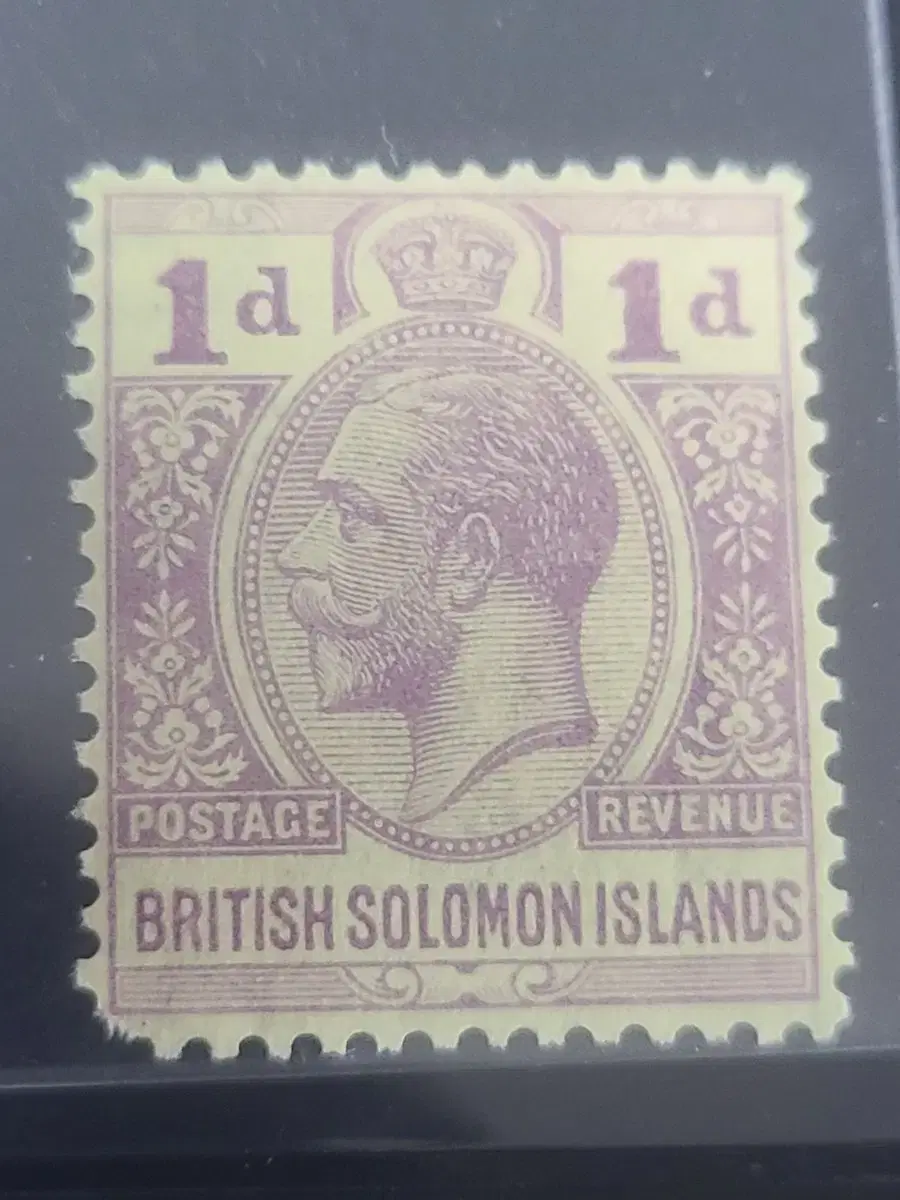 1d 1d
POSTAGE REVENUE
BRITISH SOLOMON ISLANDS